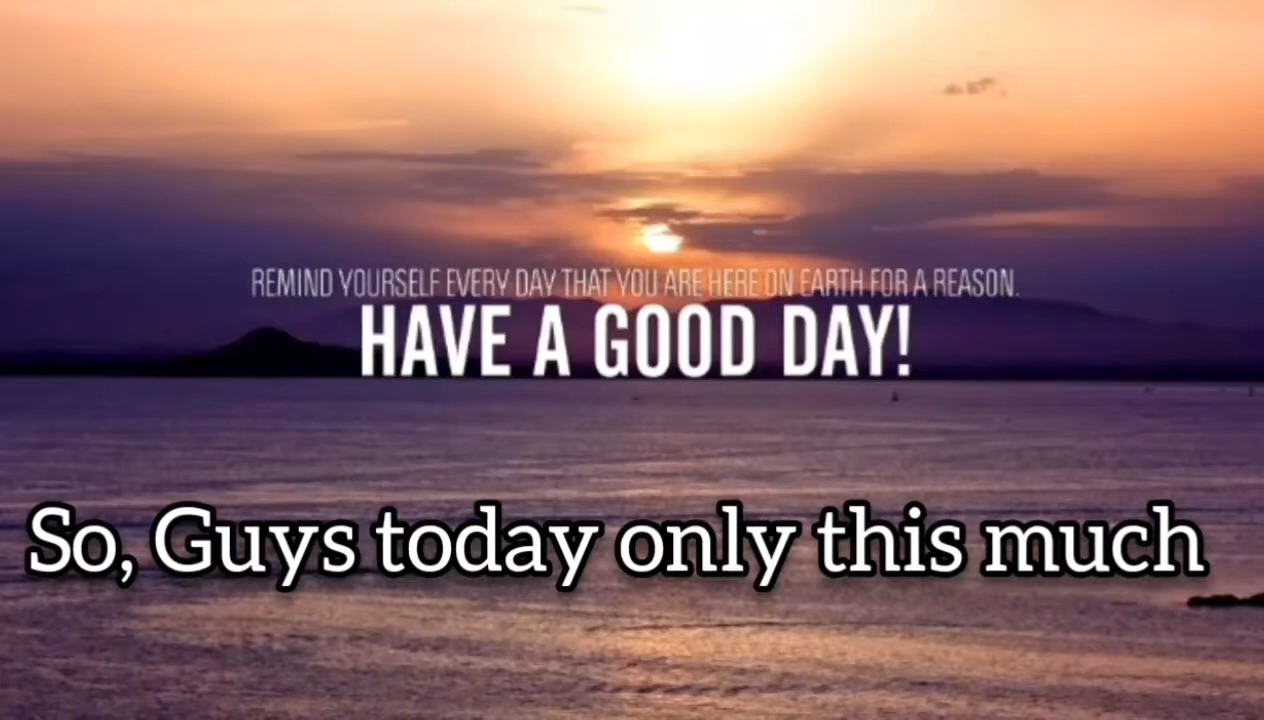 REMIND YOURSELF EVERY DAY THAT YOU ARE HERE ON EARTH FOR A REASON.
HAVE A GOOD DAY!
So, Guys today only this much